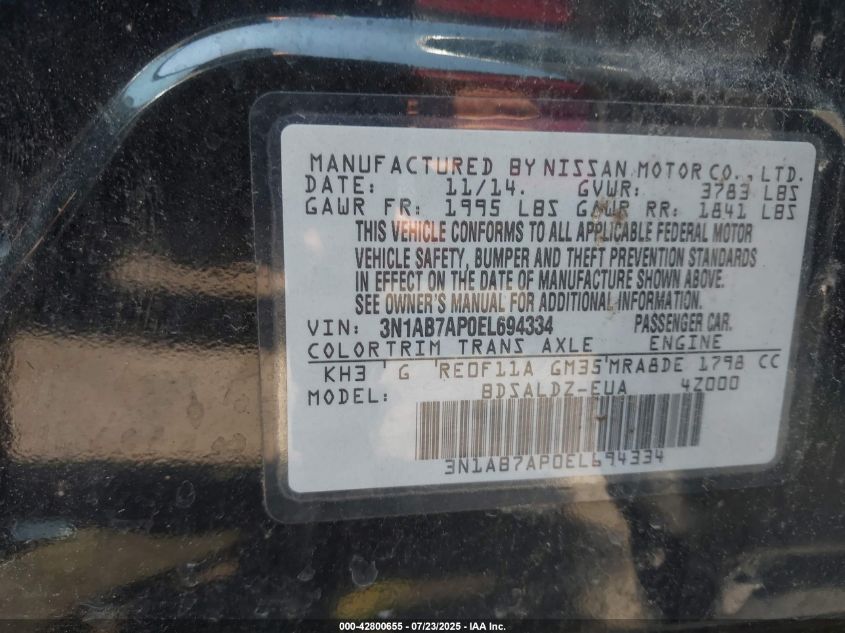 MANUFACTURED BY NISSAN MOTOR CO., LTD.
DATE: 11/14. GVWR: 3783 LBS
GAWR FR: 1995 LBS GAWR RR: 1841 LBS
THIS VEHICLE CONFORMS TO ALL APPLICABLE FEDERAL MOTOR
VEHICLE SAFETY, BUMPER AND THEFT PREVENTION STANDARDS
IN EFFECT ON THE DATE OF MANUFACTURE SHOWN ABOVE.
SEE OWNER'S MANUAL FOR ADDITIONAL INFORMATION.
VIN: 3N1AB7AP0EL694334 PASSENGER CAR.
COLORTRIM TRANS AXLE ENGINE
KH3 'G 'RE0F11A GM35'MRA8DE 1798 CC
MODEL: BDSALDZ-EUA 4Z000
3N1AB7AP0EL694334
000-42800655 - 07/23/2025 - IAA Inc.